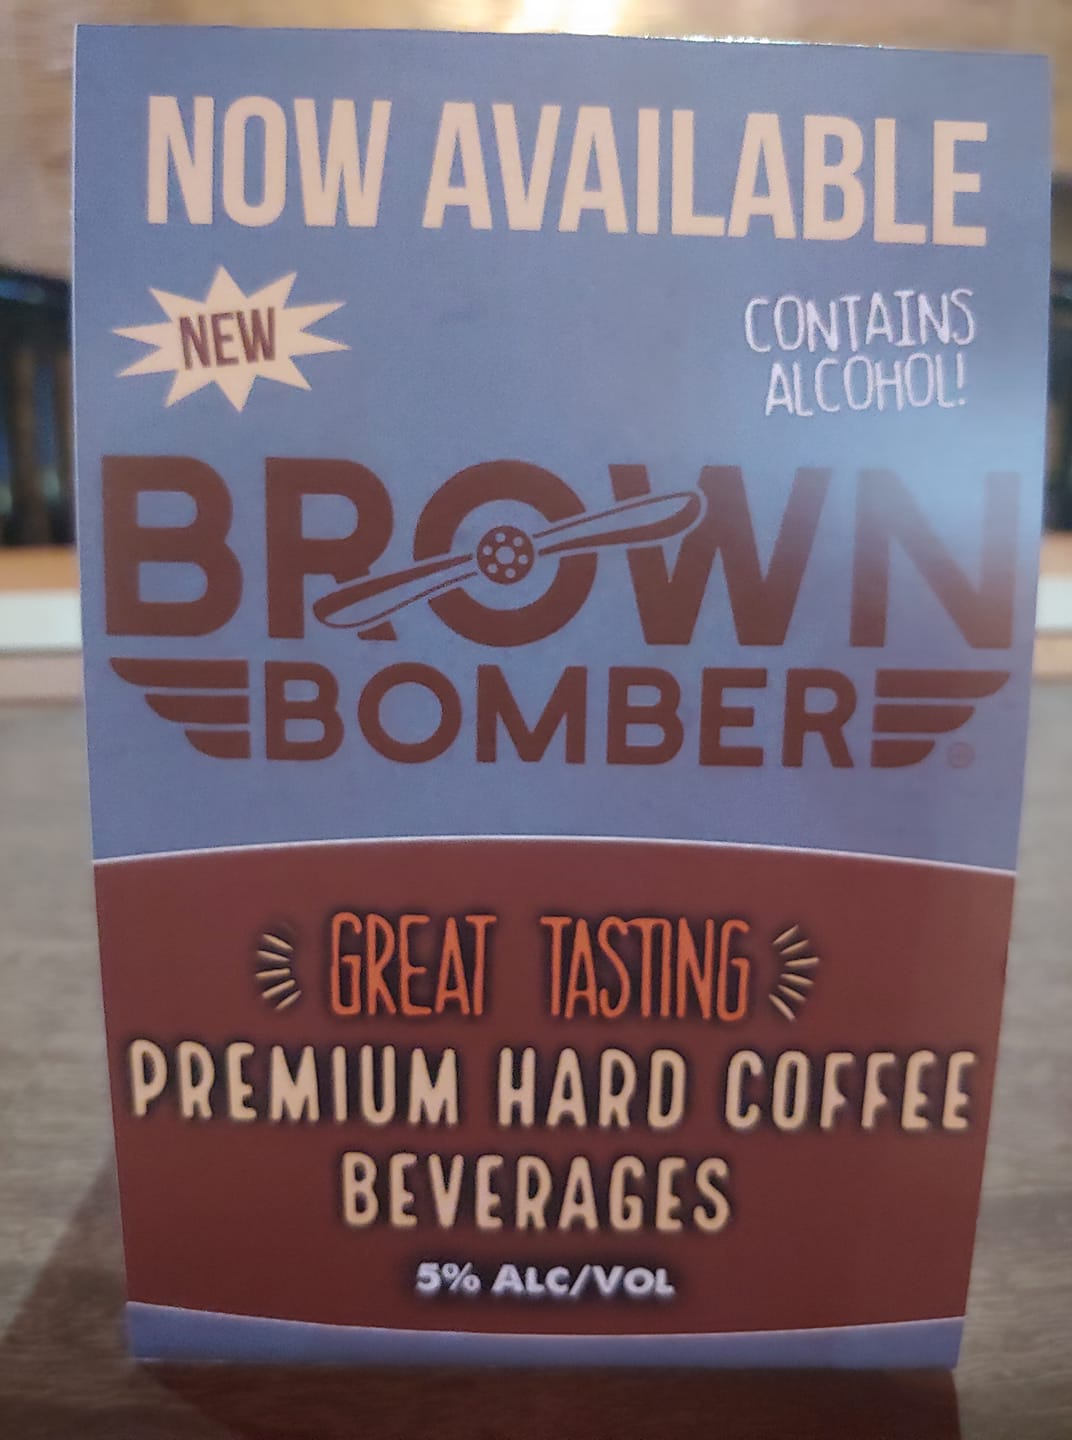 NOW AVAILABLE
NEW
CONTAINS
ALCOHOL!
BROWN
BOMBER
GREAT TASTING
PREMIUM HARD COFFEE
BEVERAGES
5% ALC/VOL